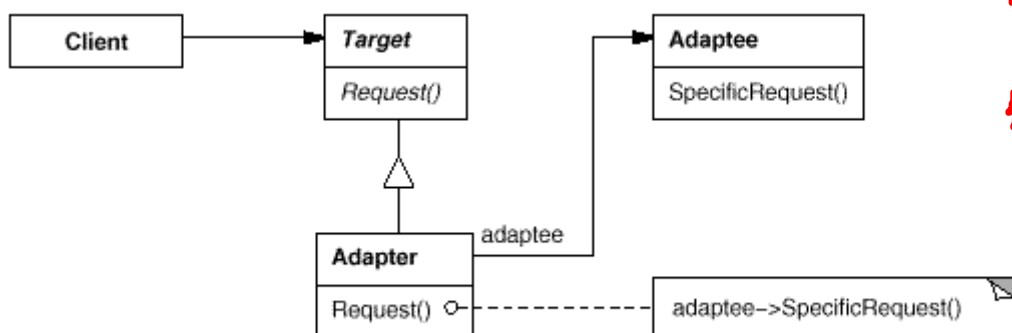 Client
Target
Request()
Adaptee
SpecificRequest()
adaptee
Adapter
Request()
adaptee->SpecificRequest()